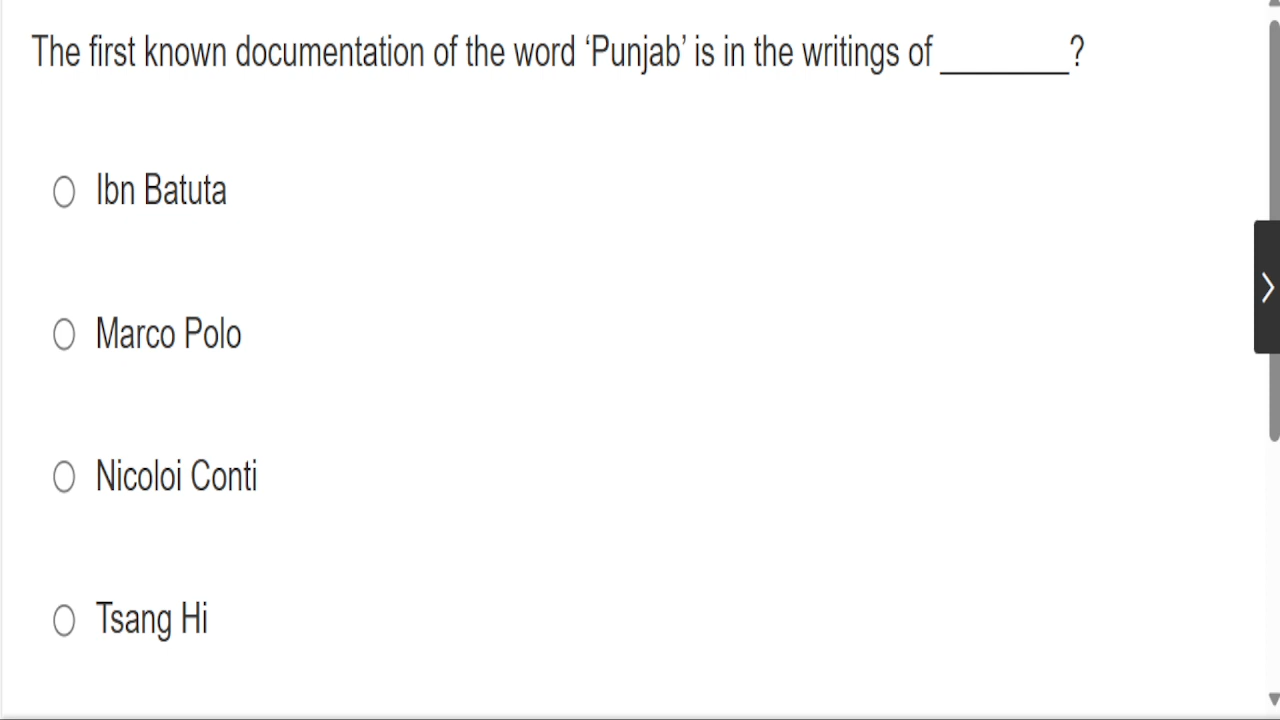 The first known documentation of the word ‘Punjab’ is in the writings of ________?
Ibn Batuta
Marco Polo
Nicoloi Conti
Tsang Hi